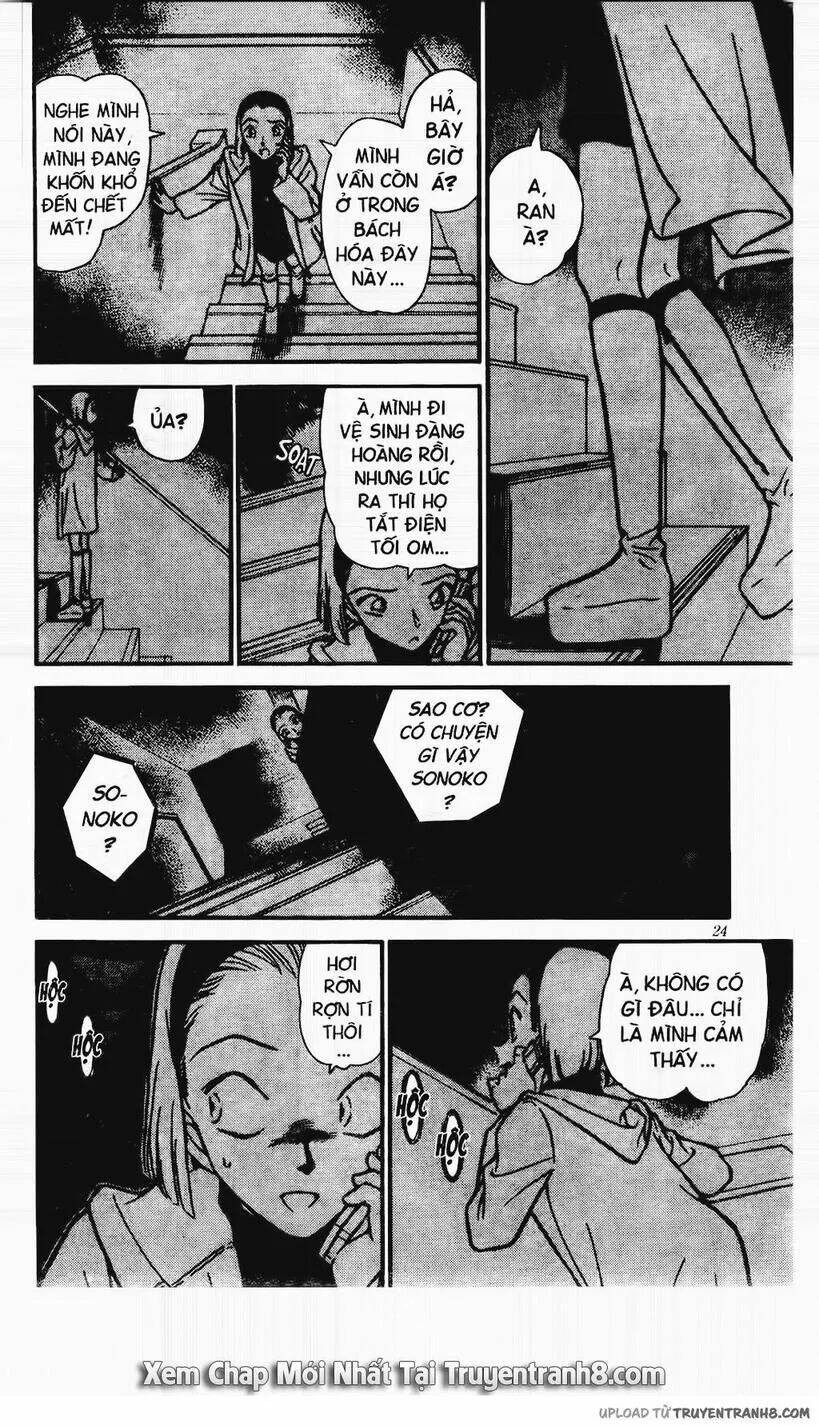 A,
RAN
À?
HẢ,
BÂY
GIỜ
Á?
MÌNH
VẪN CÒN
Ở TRONG
BÁCH
HÓA ĐÂY
NÀY...
NGHE MÌNH
NÓI NÀY,
MÌNH ĐANG
KHỐN KHỔ
ĐẾN CHẾT
MẤT!
À, MÌNH ĐI
VỆ SINH ĐÀNG
HOÀNG RỒI,
NHƯNG LÚC
RA THÌ HỌ
TẮT ĐIỆN
TỐI OM...
SOẠT
ỦA?
SAO CƠ?
CÓ CHUYỆN
GÌ VẬY
SONOKO
?
SO-
NOKO
?
24
À, KHÔNG CÓ
GÌ ĐÂU... CHỈ
LÀ MÌNH CẢM
THẤY...
HỘC
HỘC
HƠI
RỜN
RỢN TÍ
THÔI
...
HỘC
HỘC
Xem Chap Mới Nhất Tại Truyentranh8.com
UPLOAD TỪ TRUYENTRANH8.COM